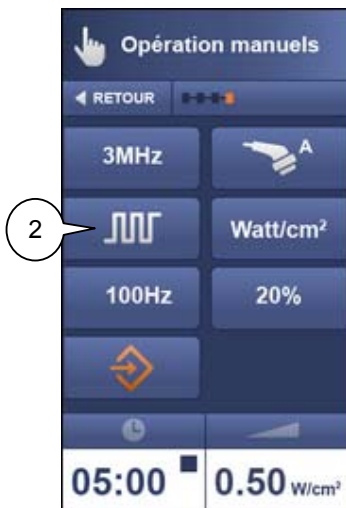 Opération manuels
RETOUR
3MHz
A
2
Watt/cm²
100Hz
20%
05:00
0.50 W/cm²